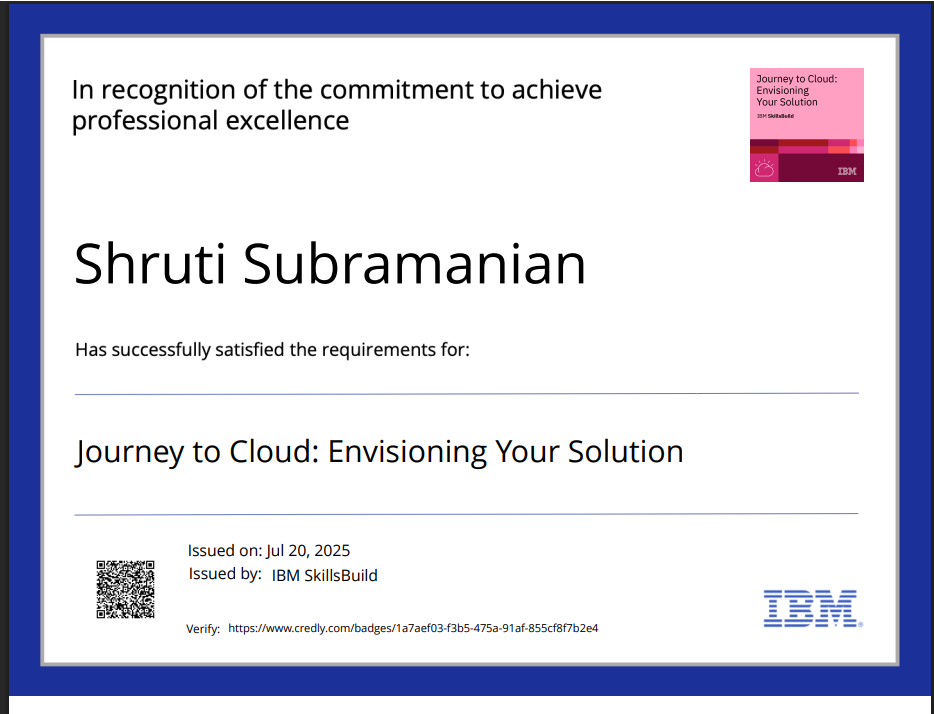 In recognition of the commitment to achieve
professional excellence
Journey to Cloud:
Envisioning
Your Solution
IBM SkillsBuild
IBM
Shruti Subramanian
Has successfully satisfied the requirements for:
Journey to Cloud: Envisioning Your Solution
Issued on: Jul 20, 2025
Issued by: IBM SkillsBuild
IBM®
Verify: https://www.credly.com/badges/1a7aef03-f3b5-475a-91af-855cf8f7b2e4